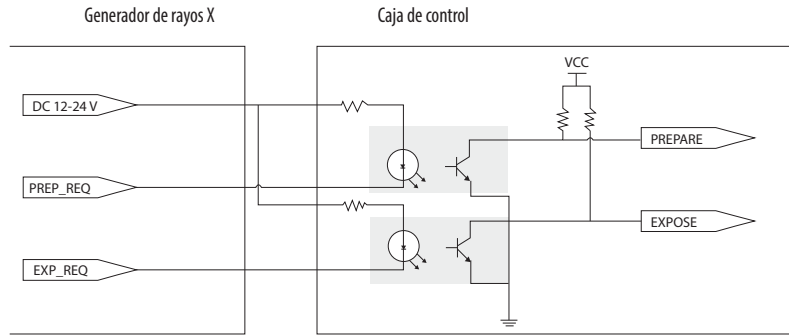 Generador de rayos X
Caja de control
VCC
DC 12-24 V
PREPARE
PREP_REQ
EXPOSE
EXP_REQ